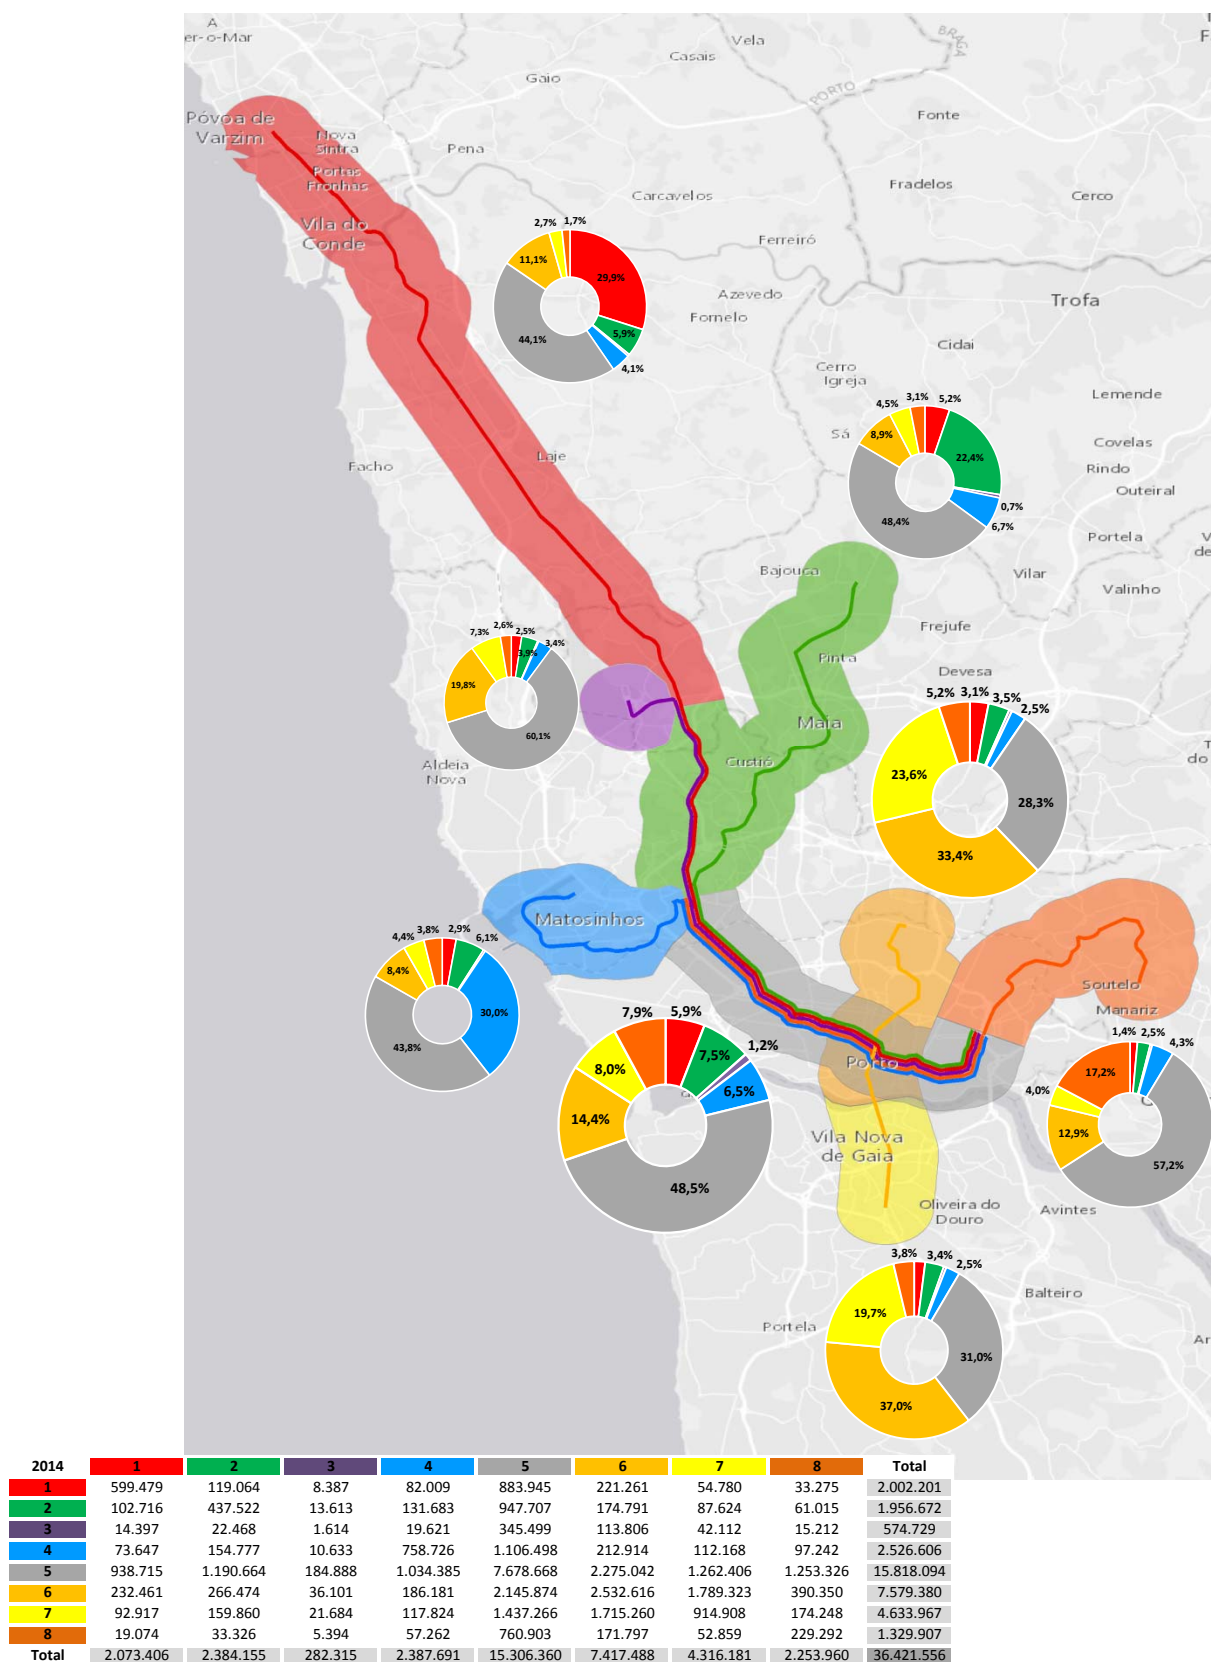 A
er-o-Mar
Vela
BRAGA
F
Casais
Gaio
PORTO
Fonte
Póvoa de
Varzim
Nova
Sintra
Pena
Portas
Fronhas
Carcavelos
Fradelos
Cerco
Vila do
Conde
2,7%
1,7%
11,1%
29,9%
5,9%
4,1%
44,1%
Ferreiró
Azevedo
Fornelo
Trofa
Cidai
Cerro
Igreja
Lemende
4,5%
3,1%
5,2%
8,9%
22,4%
0,7%
6,7%
48,4%
Sá
Covelas
Rindo
Outeiral
Facho
Laje
Portela
V
de
Bajouca
Vilar
Valinho
Frejufe
7,3%
2,6%
2,5%
3,9%
3,4%
19,8%
60,1%
Pinta
Devesa
5,2%
3,1%
3,5%
2,5%
23,6%
28,3%
33,4%
Maia
T
do
Aldeia
Nova
Custió
Matosinhos
4,4%
3,8%
2,9%
6,1%
8,4%
30,0%
43,8%
Soutelo
Manariz
7,9%
5,9%
7,5%
1,2%
8,0%
6,5%
14,4%
48,5%
Porto
1,4%
2,5%
4,3%
17,2%
4,0%
12,9%
57,2%
Vila Nova
de Gaia
Oliveira do
Douro
Avintes
3,8%
3,4%
2,5%
19,7%
31,0%
37,0%
Balteiro
Portela
Ar
2014 1 2 3 4 5 6 7 8 Total
1 599.479 119.064 8.387 82.009 883.945 221.261 54.780 33.275 2.002.201
2 102.716 437.522 13.613 131.683 947.707 174.791 87.624 61.015 1.956.672
3 14.397 22.468 1.614 19.621 345.499 113.806 42.112 15.212 574.729
4 73.647 154.777 10.633 758.726 1.106.498 212.914 112.168 97.242 2.526.606
5 938.715 1.190.664 184.888 1.034.385 7.678.668 2.275.042 1.262.406 1.253.326 15.818.094
6 232.461 266.474 36.101 186.181 2.145.874 2.532.616 1.789.323 390.350 7.579.380
7 92.917 159.860 21.684 117.824 1.437.266 1.715.260 914.908 174.248 4.633.967
8 19.074 33.326 5.394 57.262 760.903 171.797 52.859 229.292 1.329.907
Total 2.073.406 2.384.155 282.315 2.387.691 15.306.360 7.417.488 4.316.181 2.253.960 36.421.556